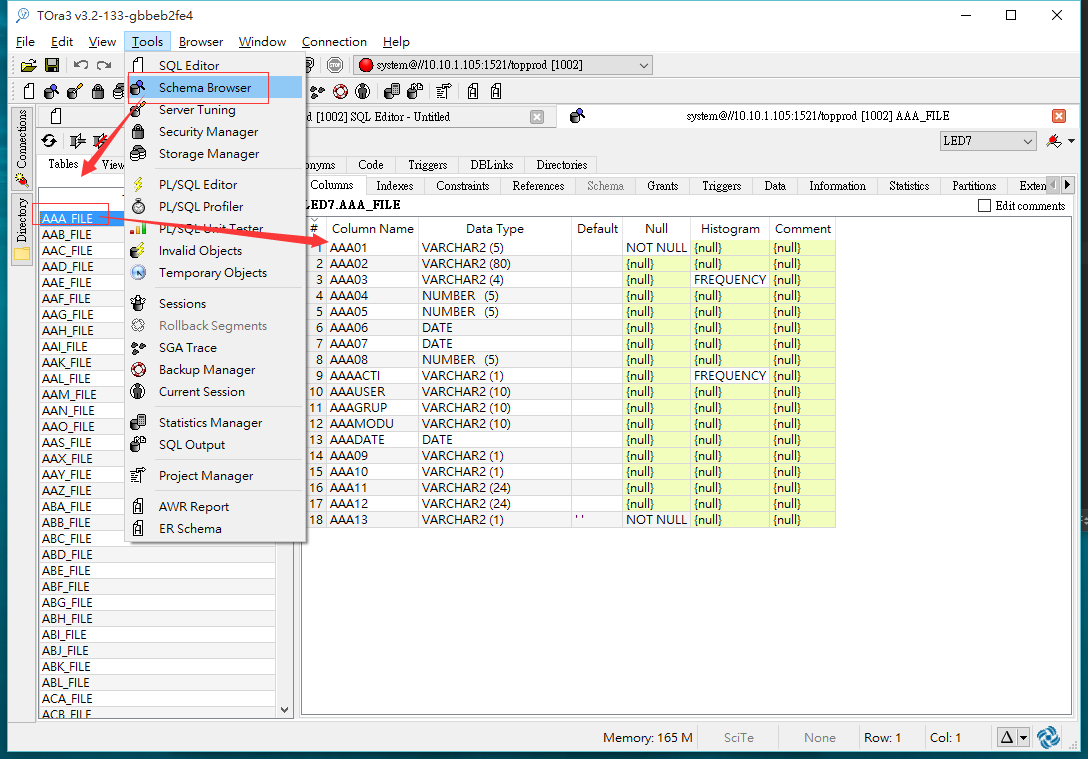 TOra3 v3.2-133-gbbeb2fe4
File Edit View Tools Browser Window Connection Help
SQL Editor
Schema Browser
Server Tuning
Security Manager
Storage Manager
PL/SQL Editor
PL/SQL Profiler
PL/SQL Unit Tester
Invalid Objects
Temporary Objects
Sessions
Rollback Segments
SGA Trace
Backup Manager
Current Session
Statistics Manager
SQL Output
Project Manager
AWR Report
ER Schema
system@//10.10.1.105:1521/topprod [1002]
[1002] SQL Editor - Untitled
system@//10.10.1.105:1521/topprod [1002] AAA_FILE
LED7
Connections
Directory
Tables
AAA_FILE
AAB_FILE
AAC_FILE
AAD_FILE
AAE_FILE
AAF_FILE
AAG_FILE
AAH_FILE
AAI_FILE
AAK_FILE
AAL_FILE
AAM_FILE
AAN_FILE
AAO_FILE
AAS_FILE
AAX_FILE
AAY_FILE
AAZ_FILE
ABA_FILE
ABB_FILE
ABC_FILE
ABD_FILE
ABE_FILE
ABF_FILE
ABG_FILE
ABH_FILE
ABI_FILE
ABJ_FILE
ABK_FILE
ABL_FILE
ACA_FILE
ACB_FILE
Code Triggers DBLinks Directories
Columns Indexes Constraints References Schema Grants Triggers Data Information Statistics Partitions Exten
LED7.AAA_FILE
Edit comments
# Column Name Data Type Default Null Histogram Comment
1 AAA01 VARCHAR2 (5) NOT NULL {null} {null}
2 AAA02 VARCHAR2 (80) {null} {null} {null}
3 AAA03 VARCHAR2 (4) {null} FREQUENCY {null}
4 AAA04 NUMBER (5) {null} {null} {null}
5 AAA05 NUMBER (5) {null} {null} {null}
6 AAA06 DATE {null} {null} {null}
7 AAA07 DATE {null} {null} {null}
8 AAA08 NUMBER (5) {null} {null} {null}
9 AAAACTI VARCHAR2 (1) {null} FREQUENCY {null}
10 AAAUSER VARCHAR2 (10) {null} {null} {null}
11 AAAGRUP VARCHAR2 (10) {null} {null} {null}
12 AAAMODU VARCHAR2 (10) {null} {null} {null}
13 AAADATE DATE {null} {null} {null}
14 AAA09 VARCHAR2 (1) {null} {null} {null}
15 AAA10 VARCHAR2 (1) {null} {null} {null}
16 AAA11 VARCHAR2 (24) {null} {null} {null}
17 AAA12 VARCHAR2 (24) {null} {null} {null}
18 AAA13 VARCHAR2 (1) ' ' NOT NULL {null} {null}
Memory: 165 M SciTe None Row: 1 Col: 1